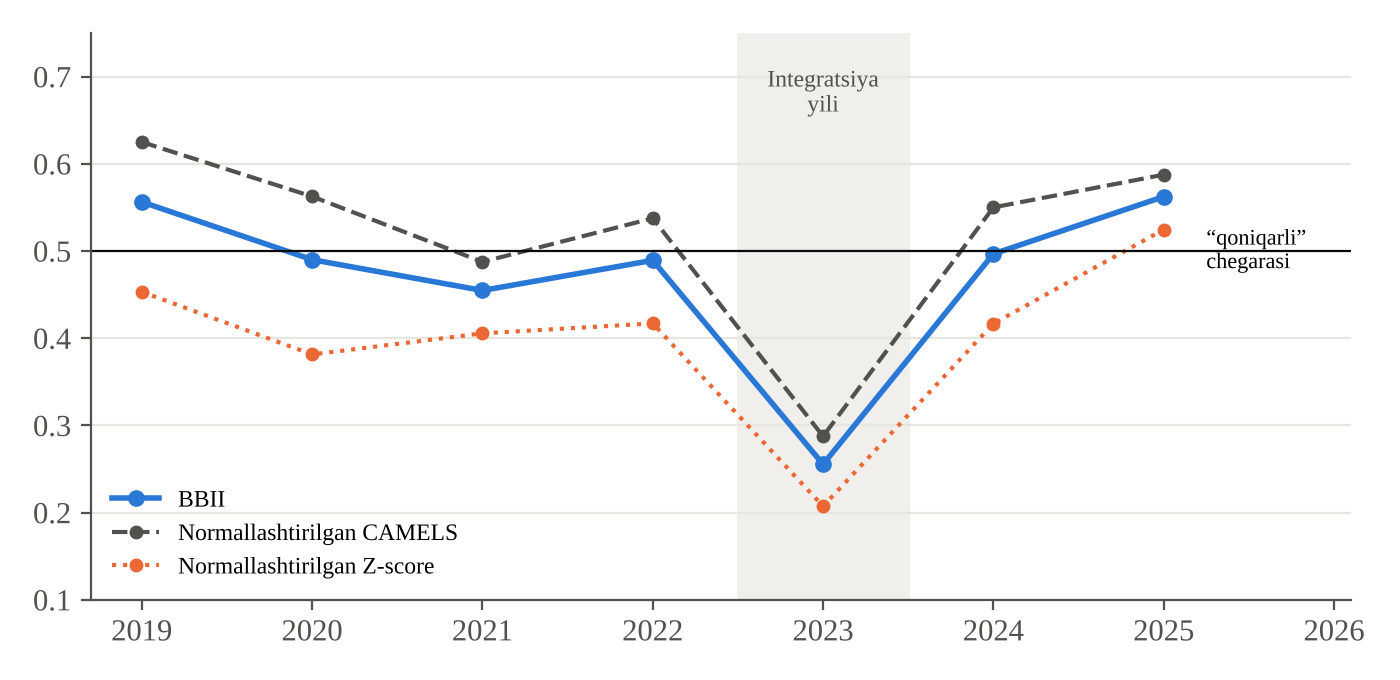 0.7
0.6
0.5
0.4
0.3
0.2
0.1
Integratsiya
yili
“qoniqarli”
chegarasi
BBII
Normallashtirilgan CAMELS
Normallashtirilgan Z-score
2019 2020 2021 2022 2023 2024 2025 2026